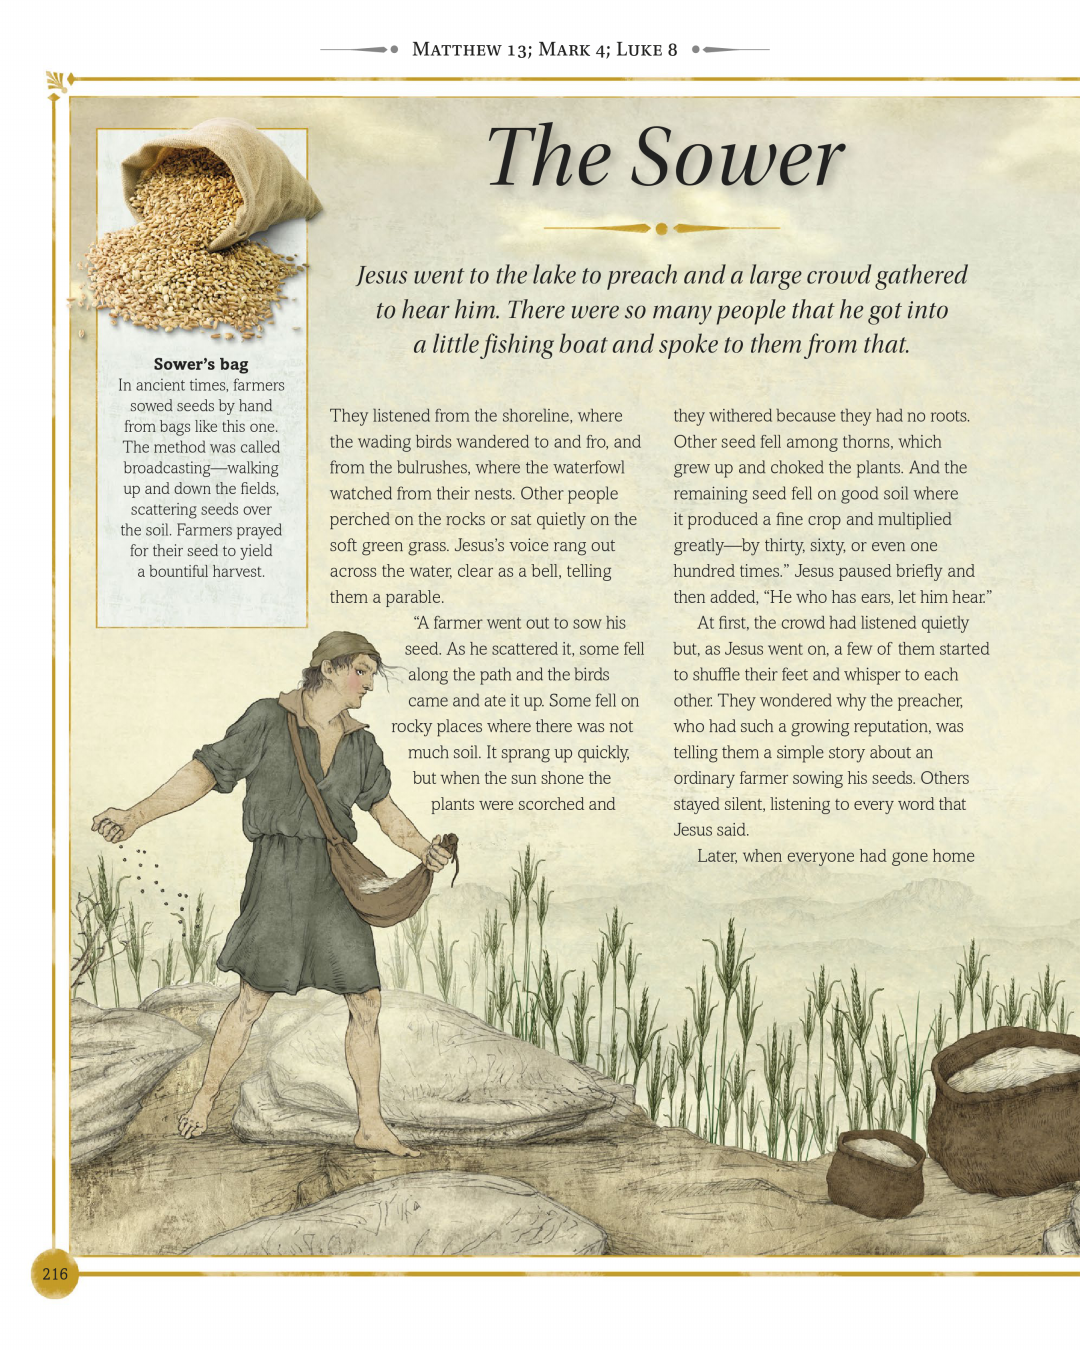 Matthew 13; Mark 4; Luke 8
The Sower
Jesus went to the lake to preach and a large crowd gathered
to hear him. There were so many people that he got into
a little fishing boat and spoke to them from that.
Sower's bag
In ancient times, farmers
sowed seeds by hand
from bags like this one.
The method was called
broadcasting—walking
up and down the fields,
scattering seeds over
the soil. Farmers prayed
for their seed to yield
a bountiful harvest.
They listened from the shoreline, where
the wading birds wandered to and fro, and
from the bulrushes, where the waterfowl
watched from their nests. Other people
perched on the rocks or sat quietly on the
soft green grass. Jesus's voice rang out
across the water, clear as a bell, telling
them a parable.
"A farmer went out to sow his
seed. As he scattered it, some fell
along the path and the birds
came and ate it up. Some fell on
rocky places where there was not
much soil. It sprang up quickly,
but when the sun shone the
plants were scorched and
they withered because they had no roots.
Other seed fell among thorns, which
grew up and choked the plants. And the
remaining seed fell on good soil where
it produced a fine crop and multiplied
greatly—by thirty, sixty, or even one
hundred times." Jesus paused briefly and
then added, "He who has ears, let him hear."
At first, the crowd had listened quietly
but, as Jesus went on, a few of them started
to shuffle their feet and whisper to each
other. They wondered why the preacher,
who had such a growing reputation, was
telling them a simple story about an
ordinary farmer sowing his seeds. Others
stayed silent, listening to every word that
Jesus said.
Later, when everyone had gone home
216